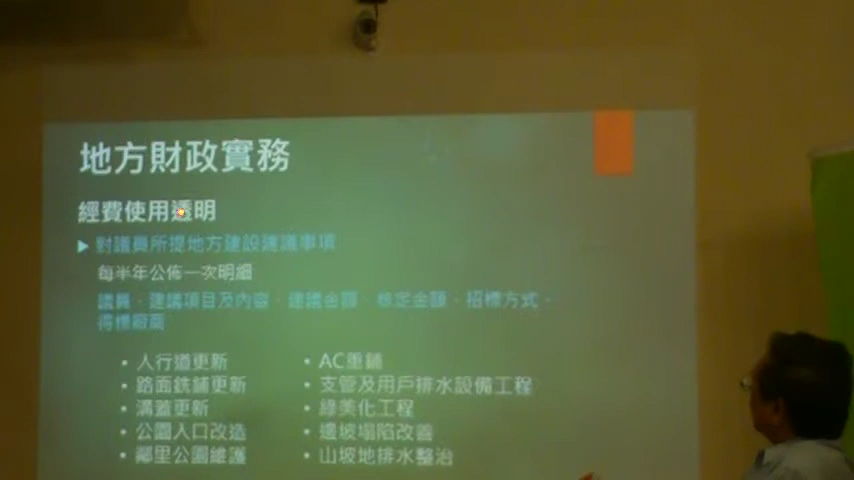 地方財政實務
經費使用透明
對議員所提地方建設建議事項
每半年公佈一次明細
議員、建議項目及內容、建議金額、核定金額、招標方式、
得標廠商
• 人行道更新
• 路面銑鋪更新
• 溝蓋更新
• 公園入口改造
• 鄰里公園維護
• AC重鋪
• 支管及用戶排水設備工程
• 綠美化工程
• 邊坡塌陷改善
• 山坡地排水整治